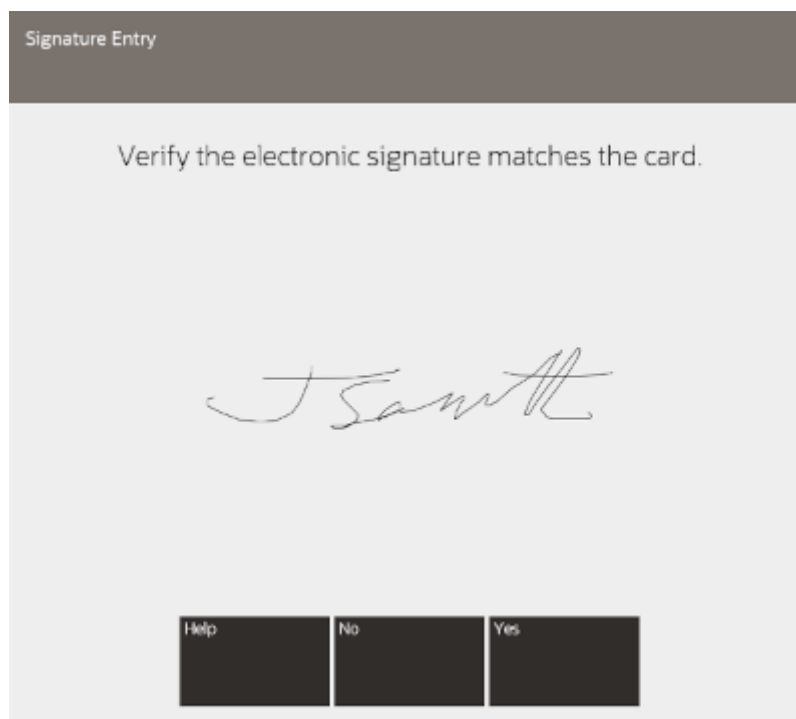 Signature Entry
Verify the electronic signature matches the card.
Help No Yes